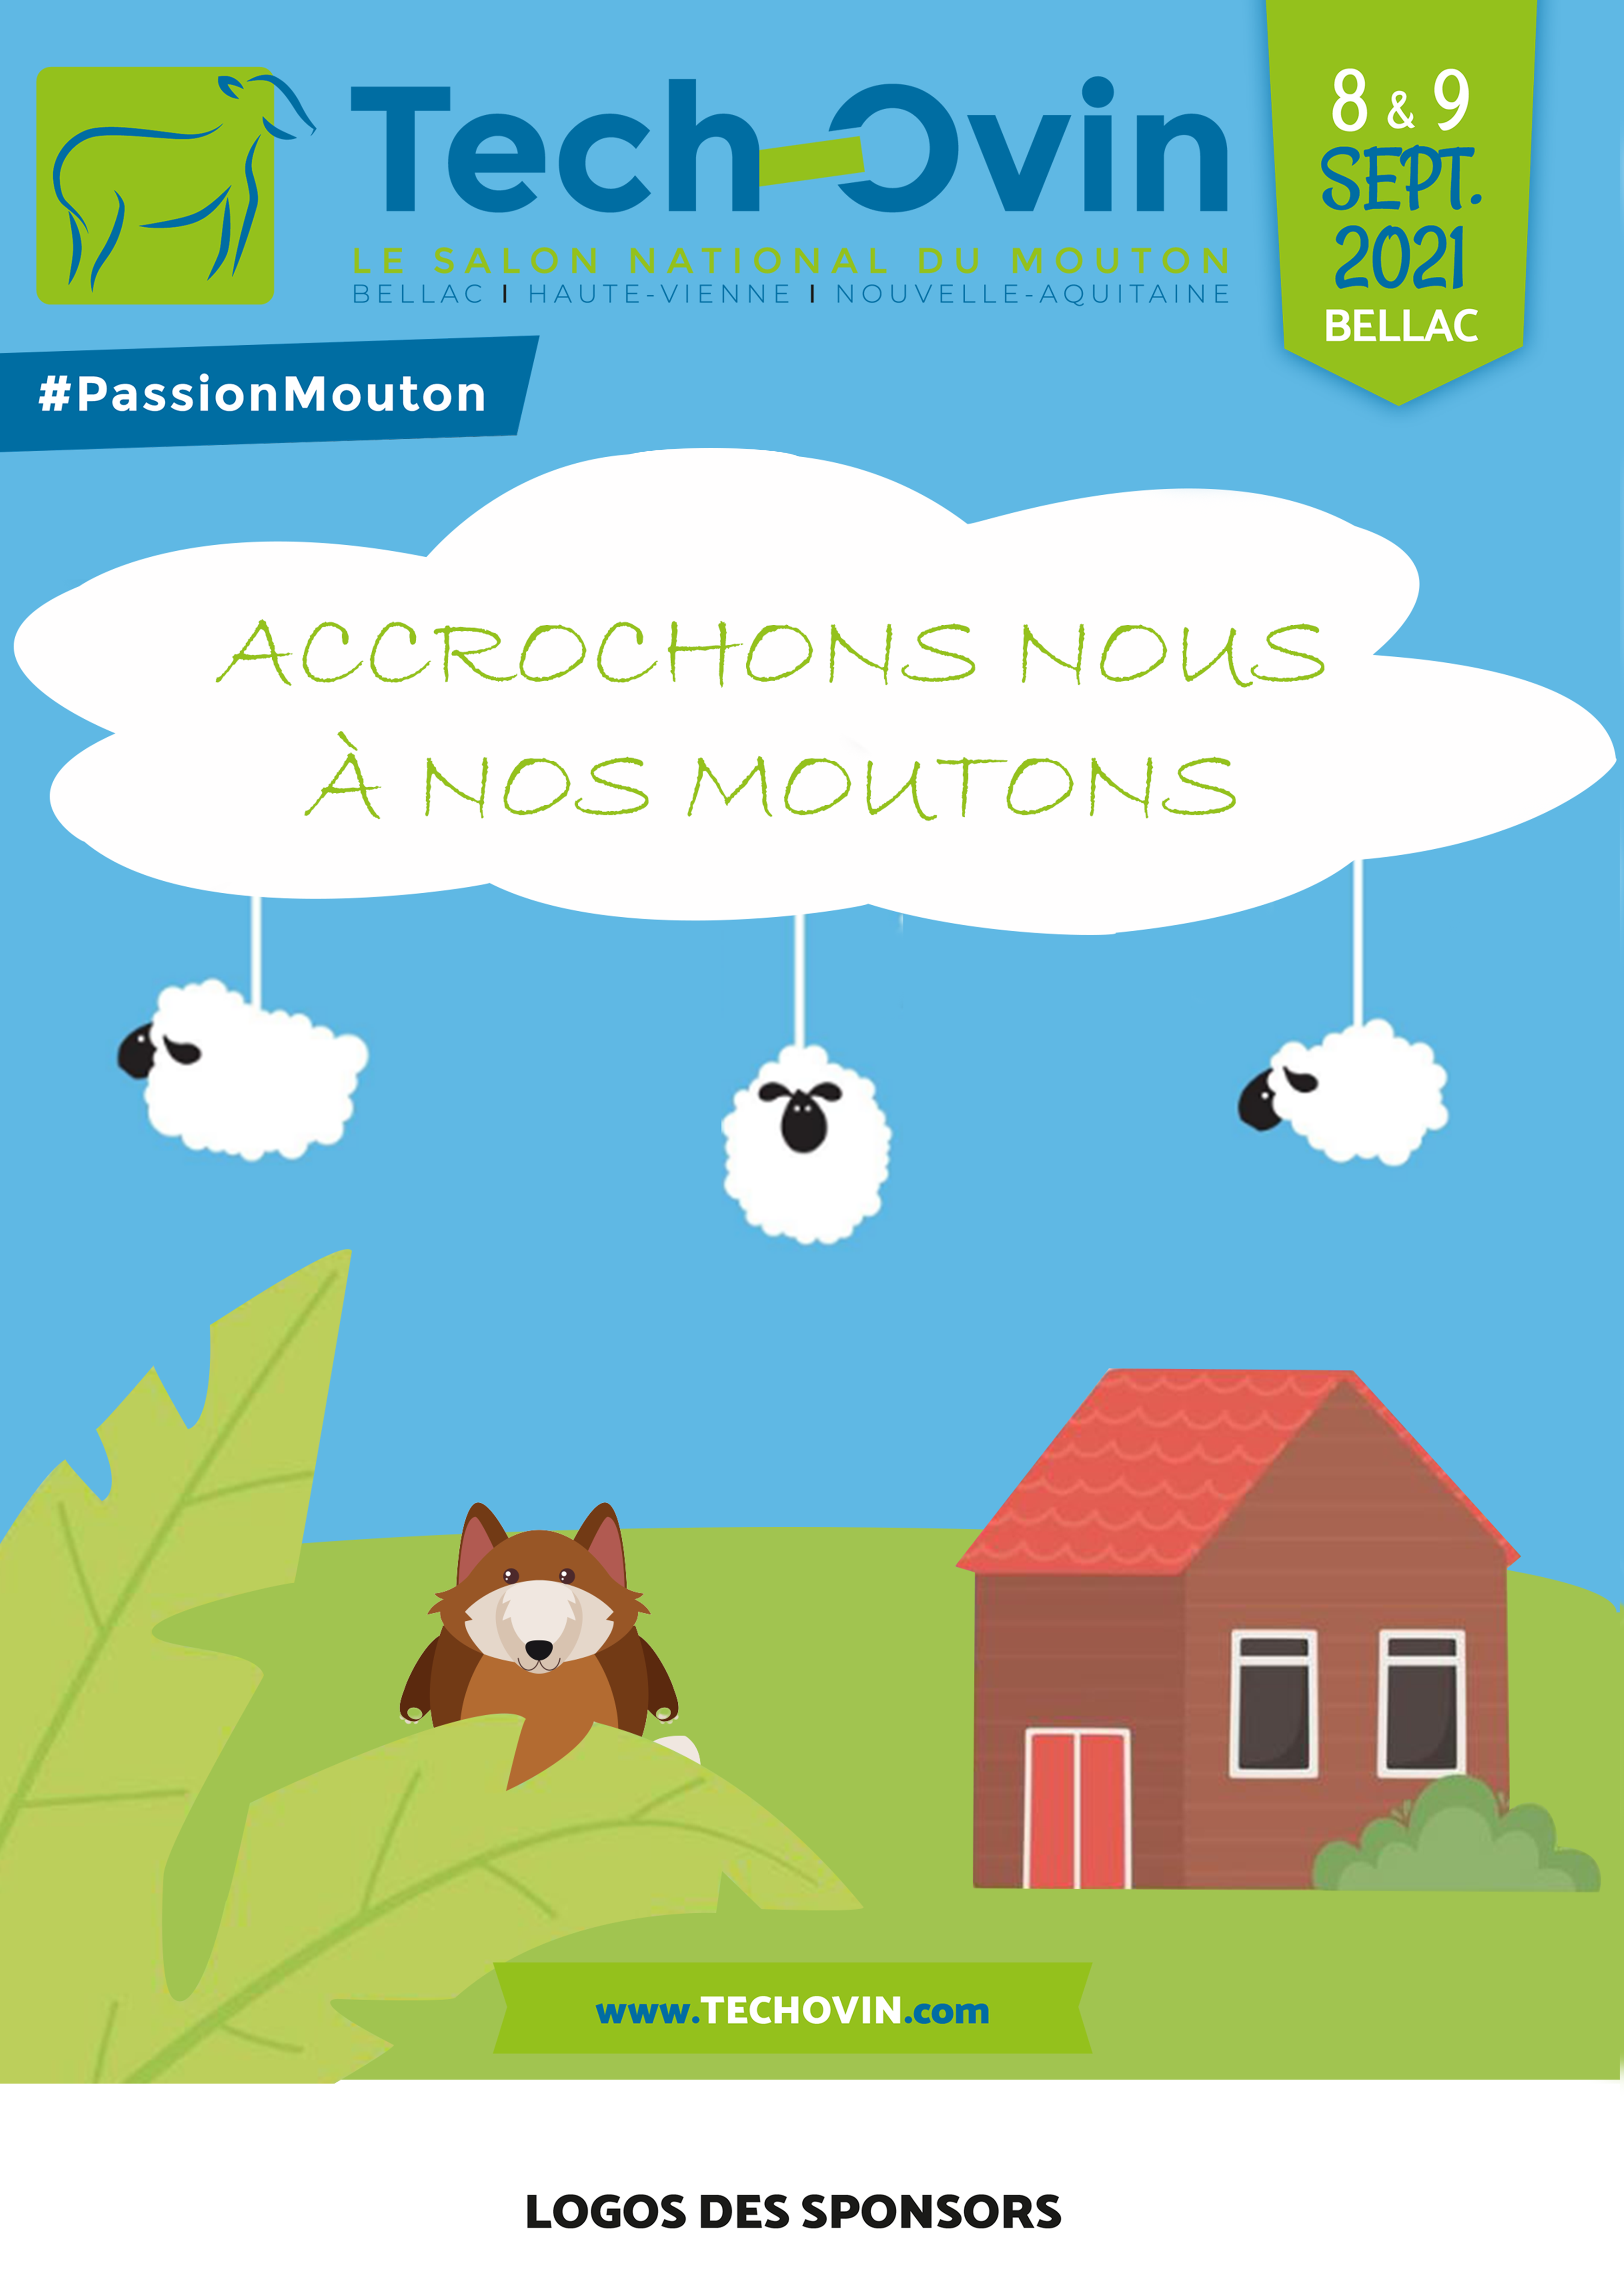 Tech-Ovin
LE SALON NATIONAL DU MOUTON
BELLAC | HAUTE-VIENNE | NOUVELLE-AQUITAINE
8 & 9
SEPT.
2021
BELLAC
#PassionMouton
ACCROCHONS NOUS
À NOS MOUTONS
www.TECHOVIN.com
LOGOS DES SPONSORS